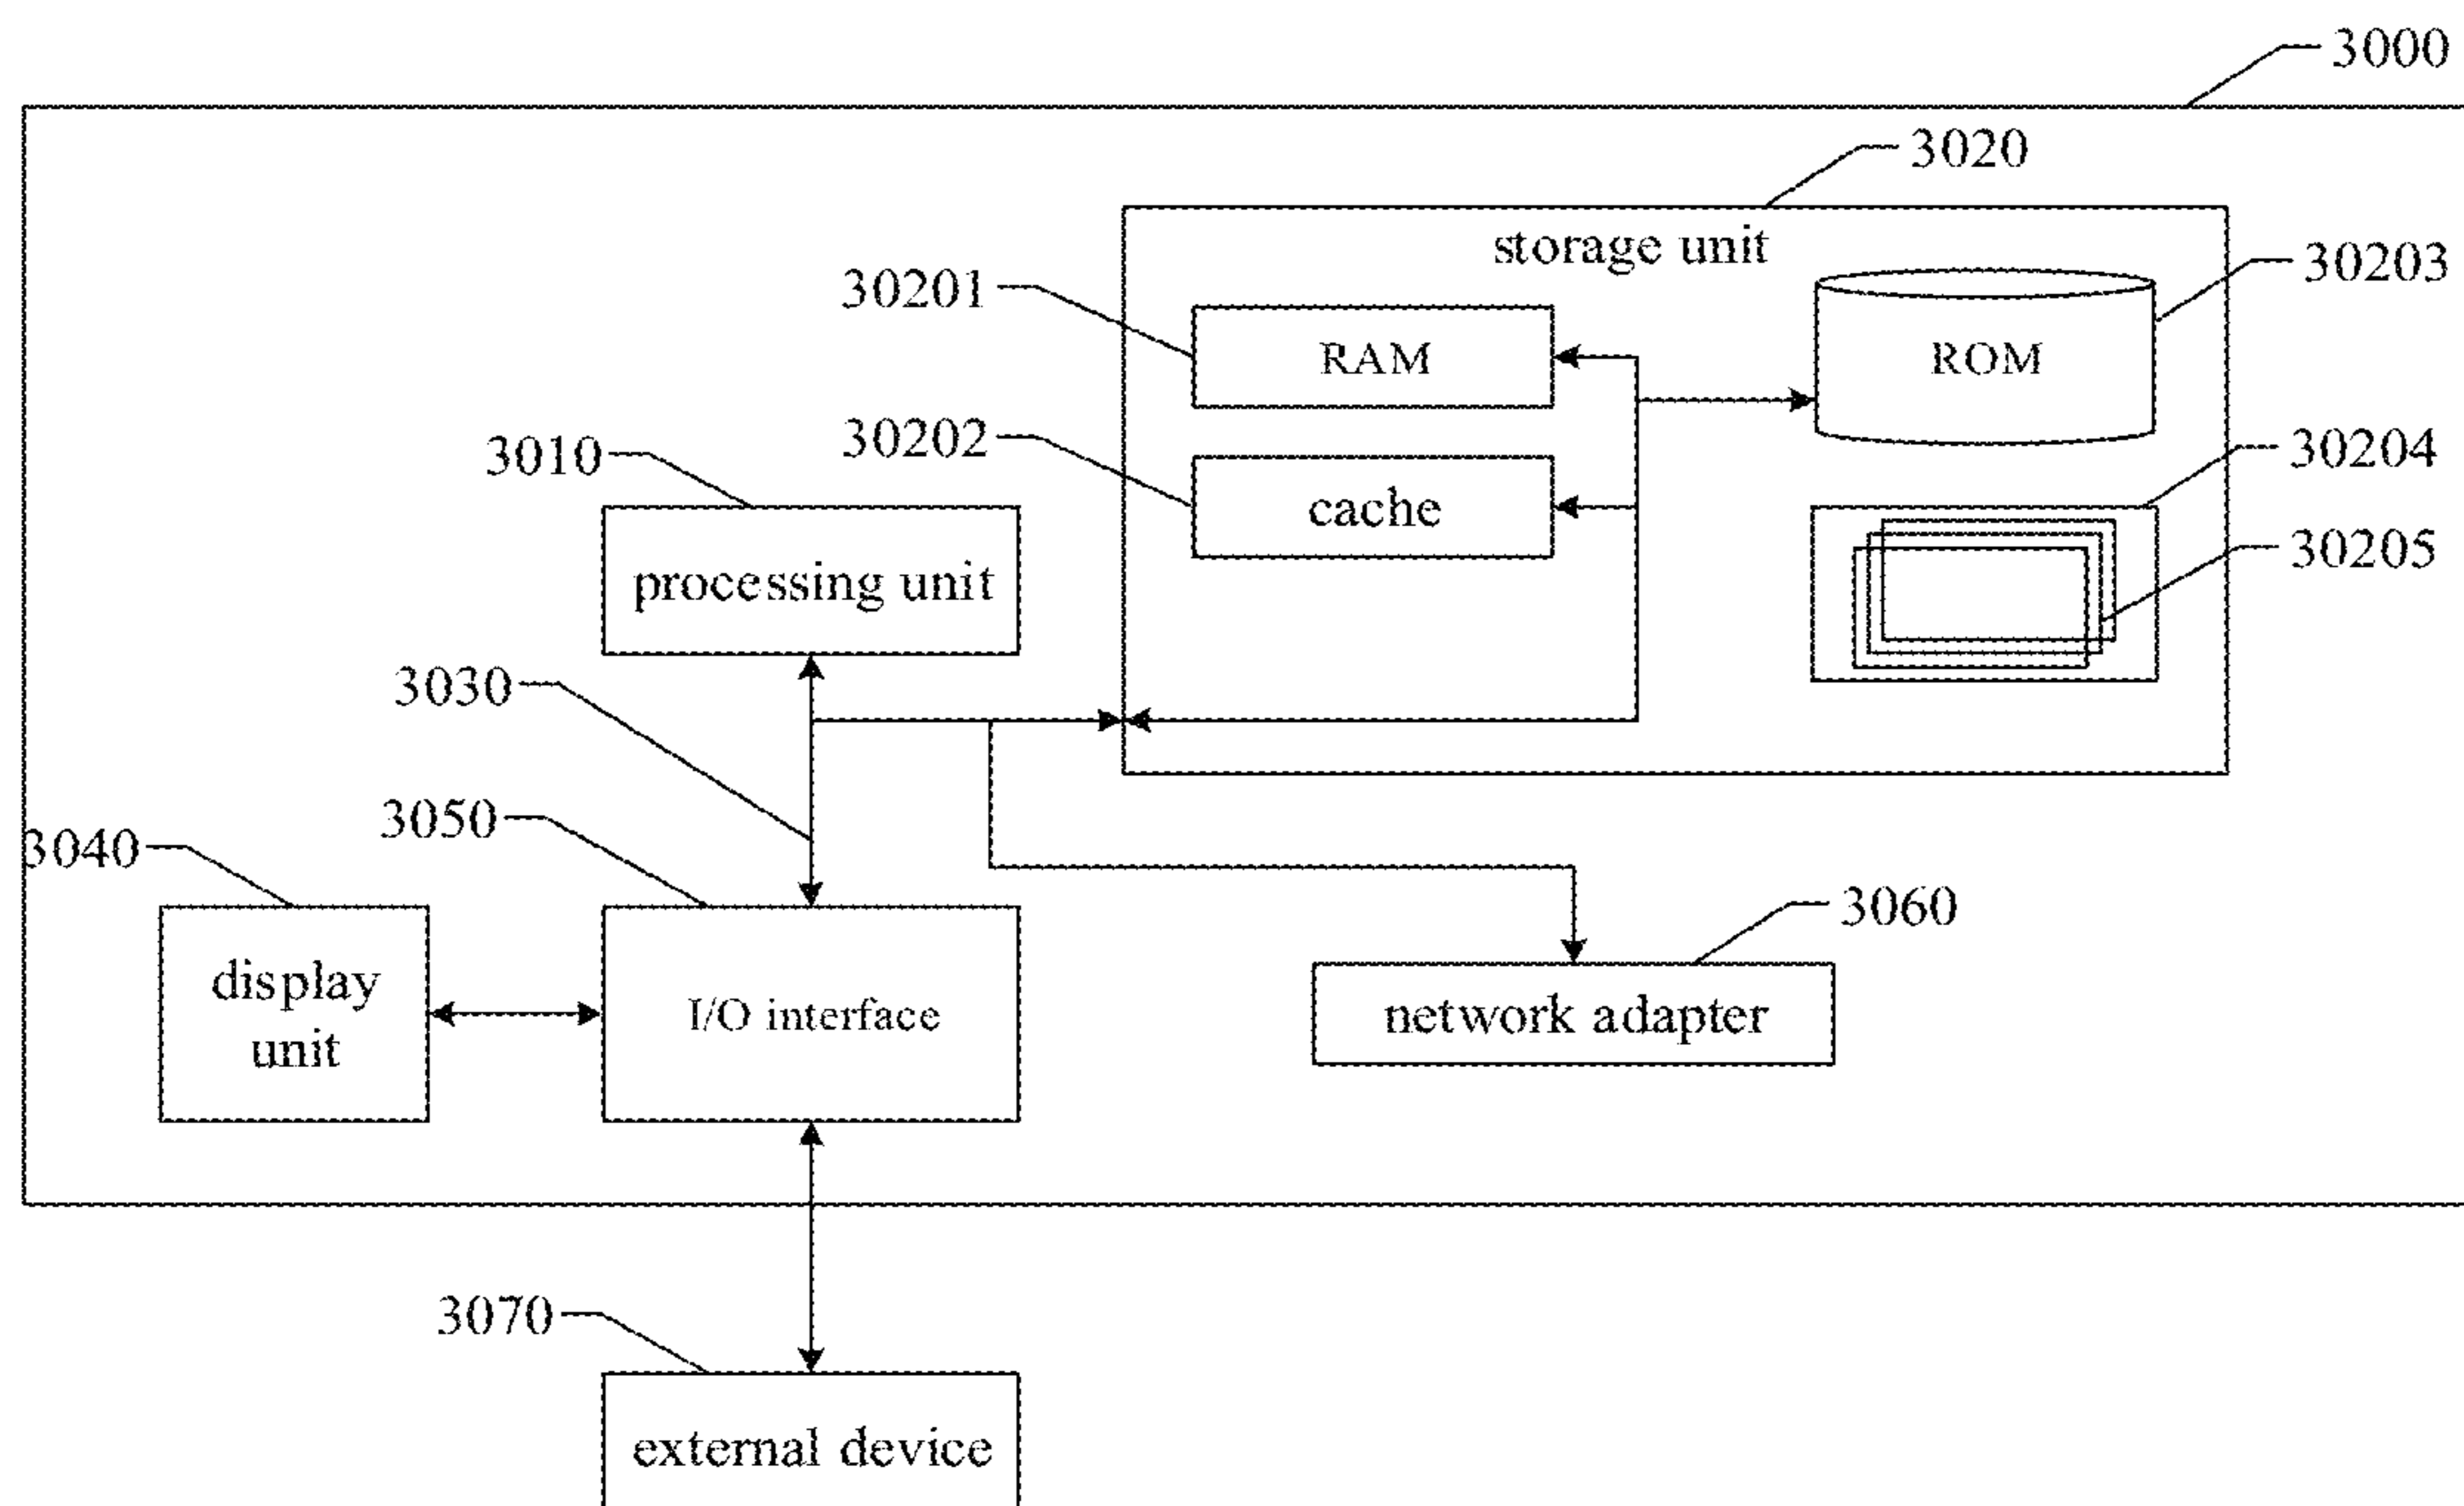 3000
3020
storage unit
30203
30201
RAM
ROM
30202
30204
3010
cache
30205
processing unit
3030
3050
3040
3060
display
unit
I/O interface
network adapter
3070
external device